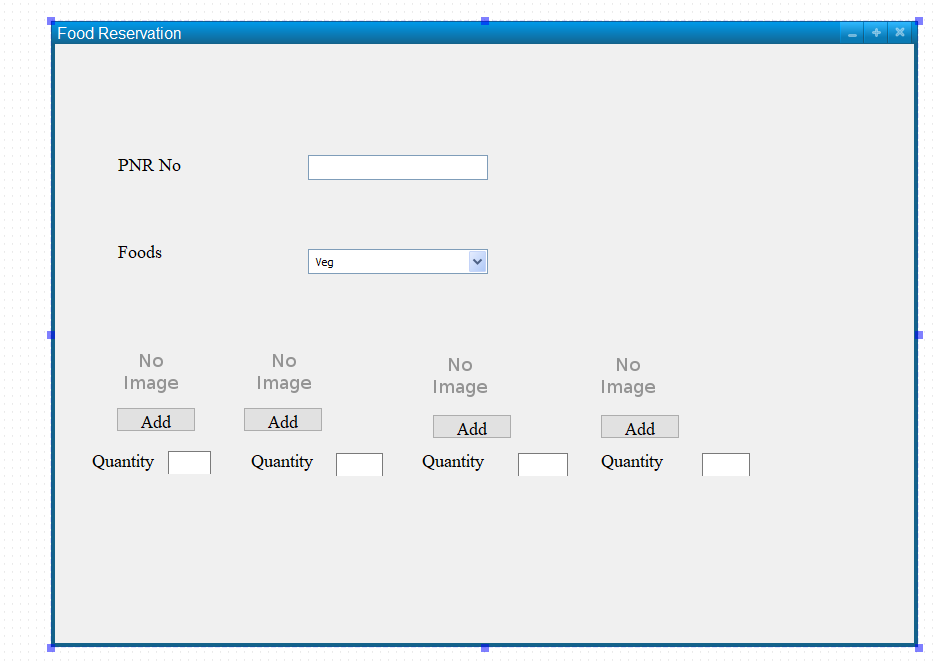 Food Reservation
PNR No
Foods
Veg
No Image
No Image
No Image
No Image
Add
Add
Add
Add
Quantity
Quantity
Quantity
Quantity